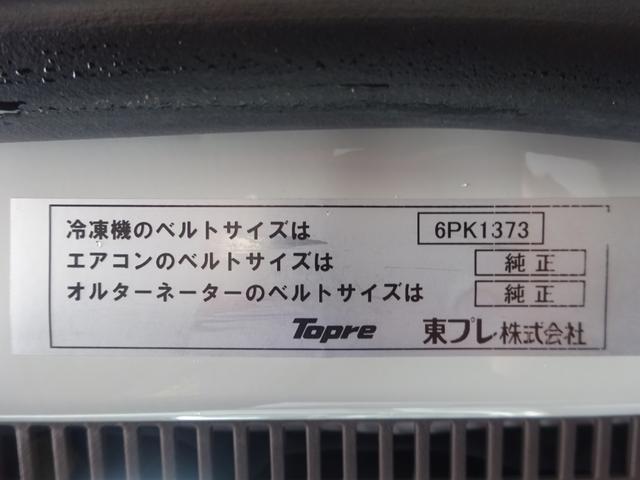 冷凍機のベルトサイズは 6PK1373
エアコンのベルトサイズは 純正
オルターネーターのベルトサイズは 純正
Topre 東プレ株式会社